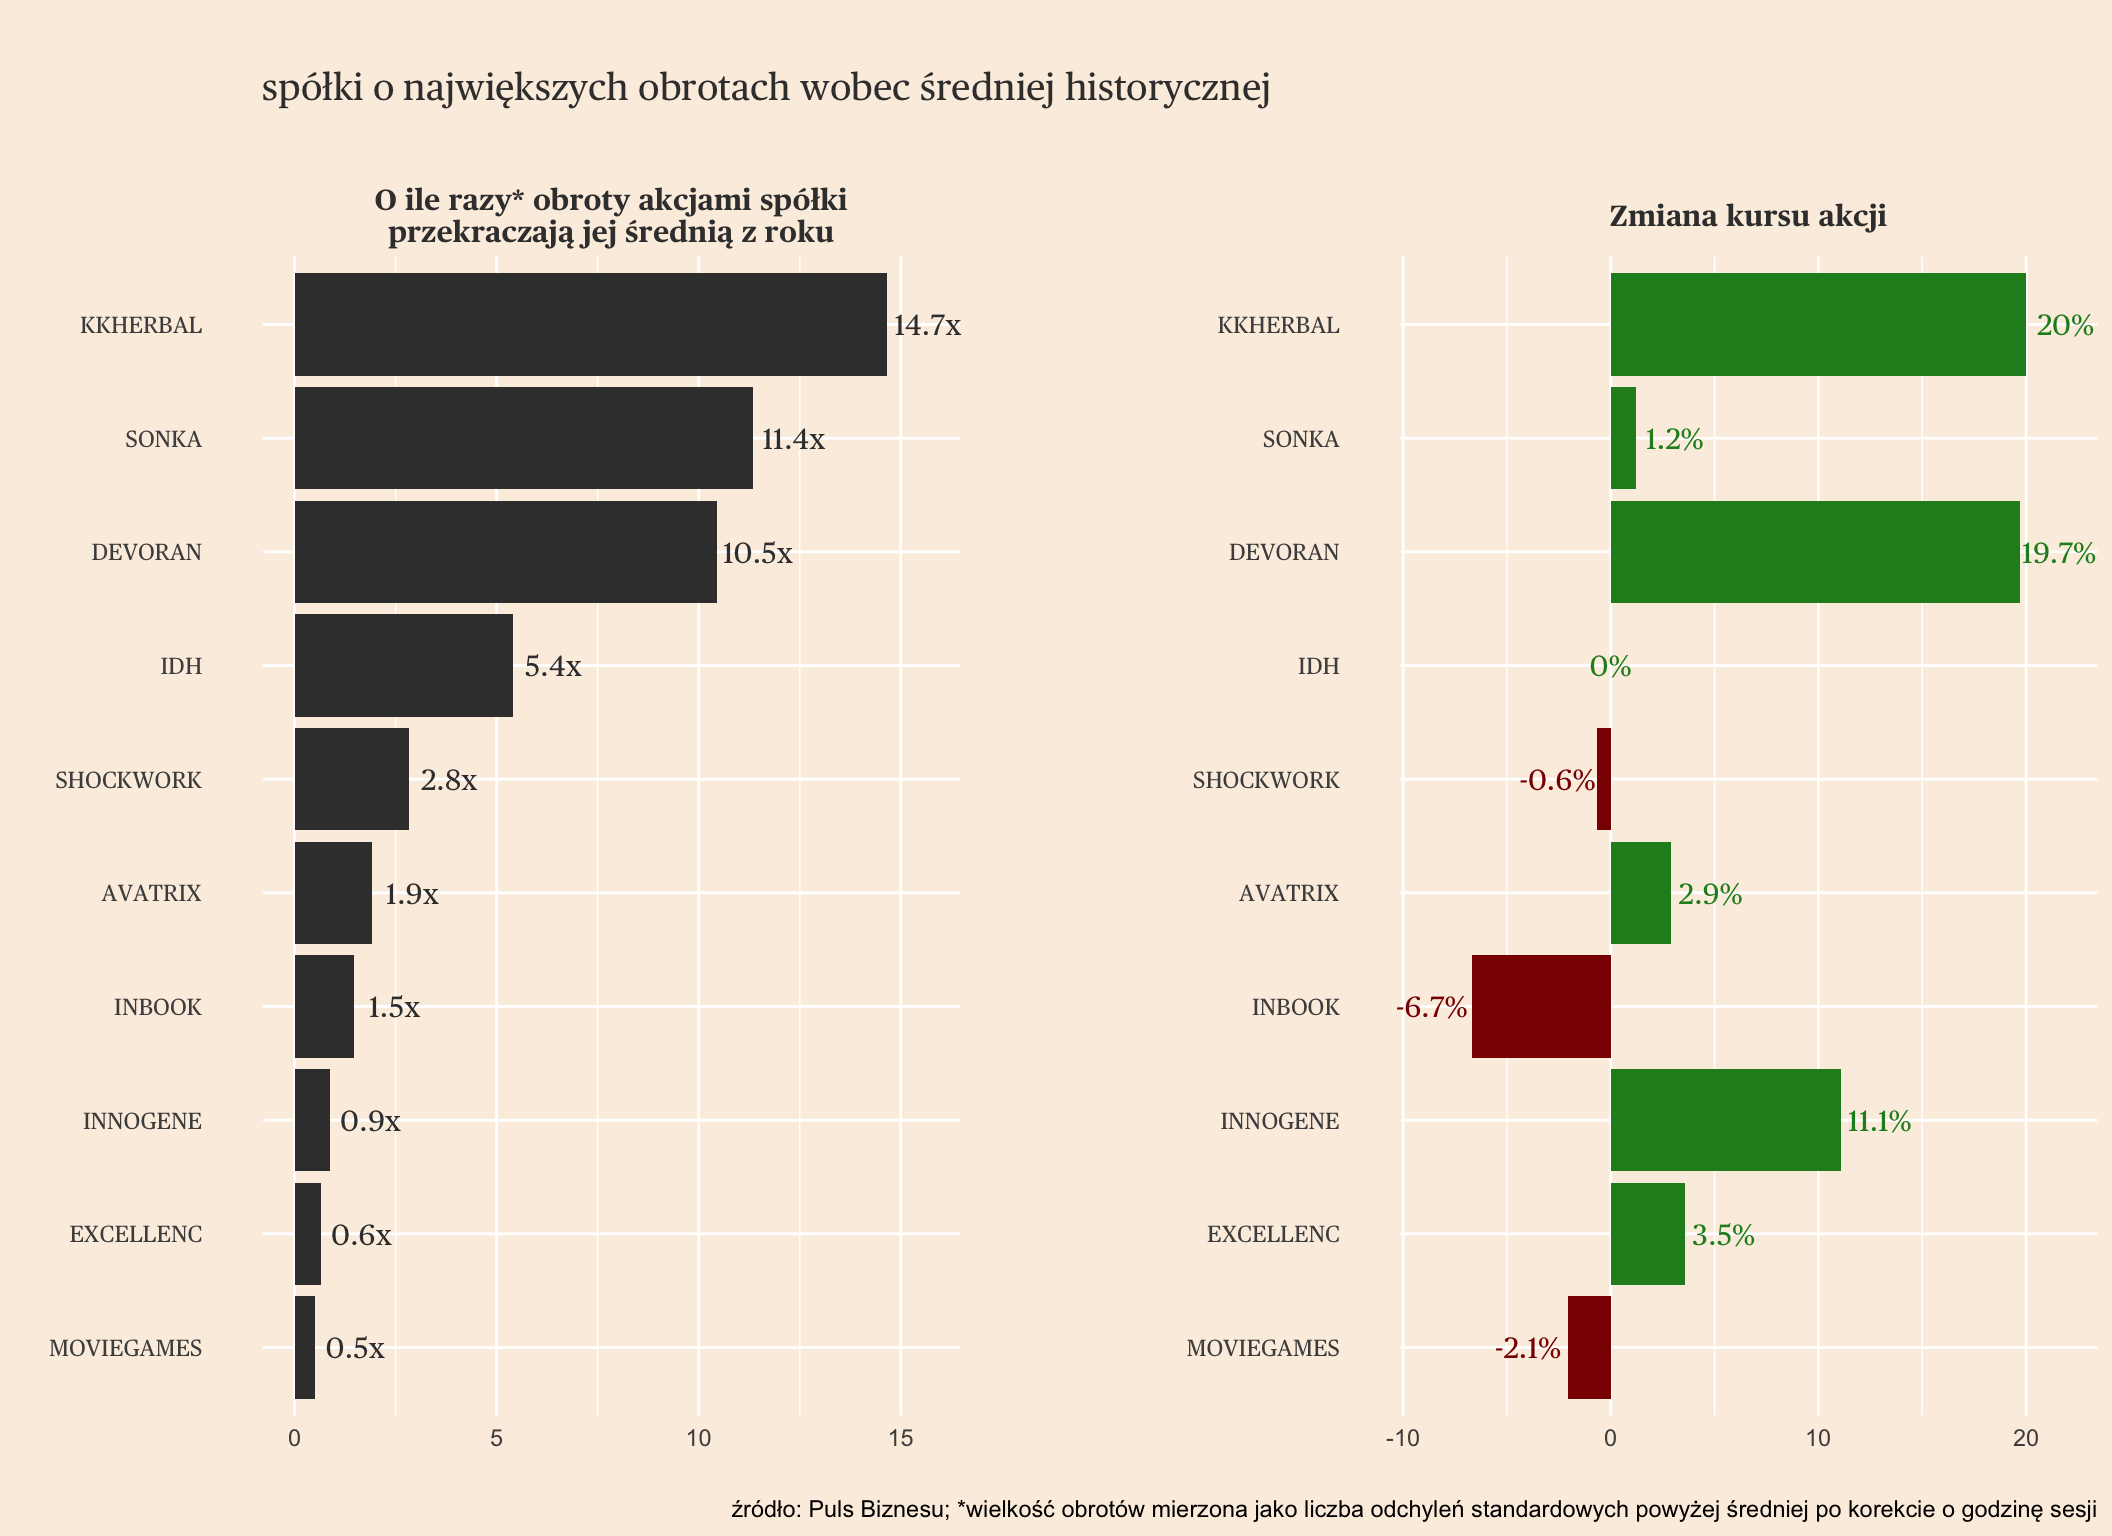 spółki o największych obrotach wobec średniej historycznej
O ile razy* obroty akcjami spółki
przekraczają jej średnią z roku
KKHERBAL
14.7x
SONKA
11.4x
DEVORAN
10.5x
IDH
5.4x
SHOCKWORK
2.8x
AVATRIX
1.9x
INBOOK
1.5x
INNOGENE
0.9x
EXCELLENC
0.6x
MOVIEGAMES
0.5x
0 5 10 15
Zmiana kursu akcji
KKHERBAL
20%
SONKA
1.2%
DEVORAN
19.7%
IDH
0%
SHOCKWORK
-0.6%
AVATRIX
2.9%
INBOOK
-6.7%
INNOGENE
11.1%
EXCELLENC
3.5%
MOVIEGAMES
-2.1%
-10 0 10 20
źródło: Puls Biznesu; *wielkość obrotów mierzona jako liczba odchyleń standardowych powyżej średniej po korekcie o godzinę sesji